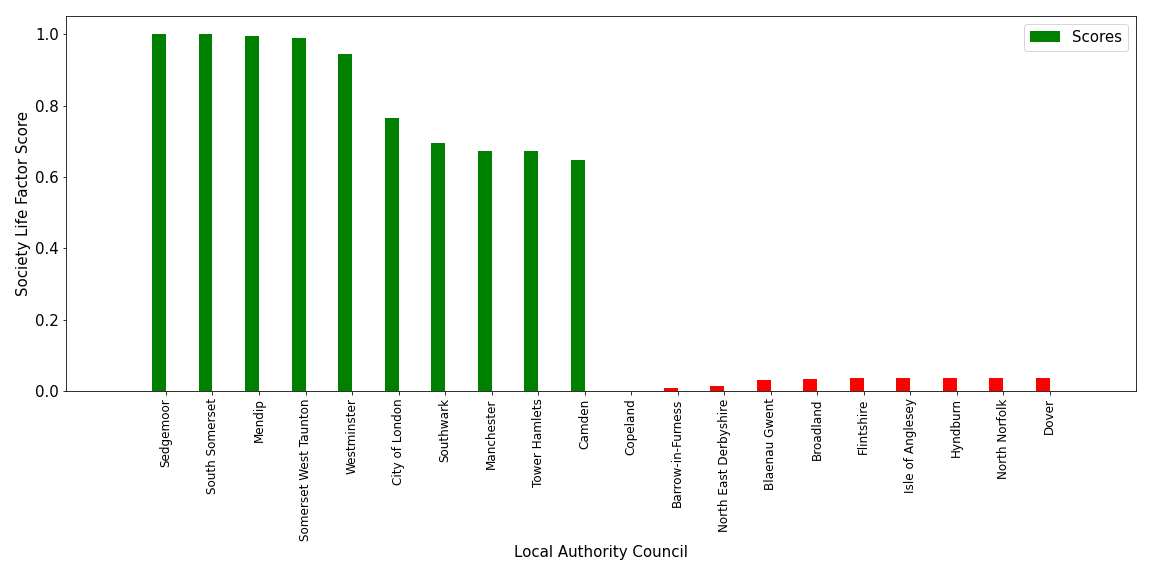 Scores
Society Life Factor Score
1.0
0.8
0.6
0.4
0.2
0.0
Sedgemoor
South Somerset
Mendip
Somerset West Taunton
Westminster
City of London
Southwark
Manchester
Tower Hamlets
Camden
Copeland
Barrow-in-Furness
North East Derbyshire
Blaenau Gwent
Broadland
Flintshire
Isle of Anglesey
Hyndburn
North Norfolk
Dover
Local Authority Council